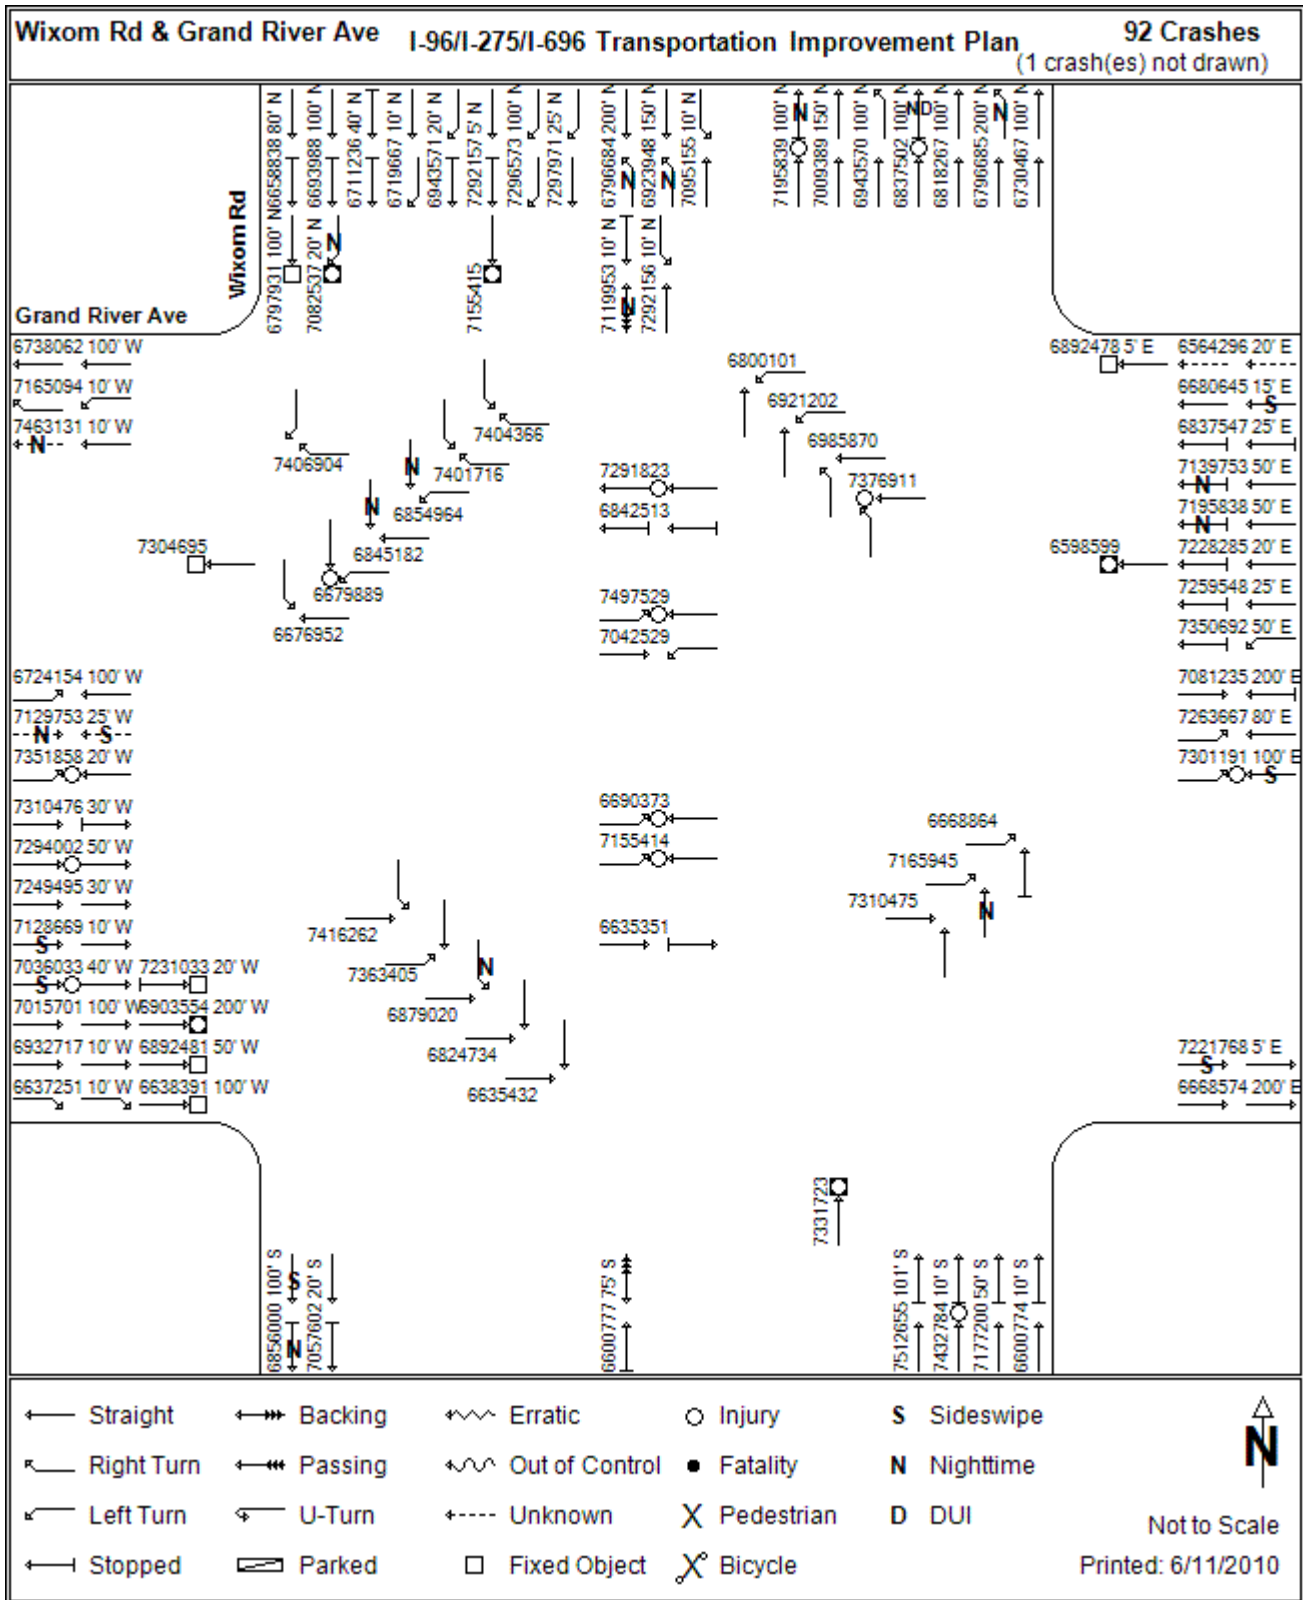 Wixom Rd & Grand River Ave
I-96/I-275/I-696 Transportation Improvement Plan
92 Crashes
(1 crash(es) not drawn)
Wixom Rd
Grand River Ave
6658838 80' N
6693988 100' N
6711236 40' N
6719667 10' N
6943571 20' N
7292157 5' N
7296573 100' N
7297971 25' N
6796684 200' N
N
6923948 150' N
N
7095155 10' N
7195839 100' N
N
7009389 150' N
6943570 100' N
6837502 100' N
ND
6818267 100' N
6796685 200' N
N
6730467 100' N
6797931 100' N
7082537 20' N
N
7155415
7119953 10' N
N
7292156 10' N
6738062 100' W
7165094 10' W
7463131 10' W
N
7406904
7404366
7401716
N
6854964
N
6845182
6679889
6676952
7304695
6800101
6921202
6985870
7376911
7291823
6842513
7497529
7042529
6892478 5' E
6564296 20' E
6680645 15' E
S
6837547 25' E
7139753 50' E
N
7195838 50' E
N
6598599
7228285 20' E
7259548 25' E
7350692 50' E
7081235 200' E
7263667 80' E
7301191 100' E
S
6724154 100' W
7129753 25' W
N
S
7351858 20' W
7310476 30' W
7294002 50' W
7249495 30' W
7128669 10' W
S
7036033 40' W
S
7231033 20' W
7015701 100' W
6903554 200' W
6932717 10' W
6892481 50' W
6637251 10' W
6638391 100' W
7416262
7363405
N
6879020
6824734
6635432
6690373
7155414
6635351
6668864
7165945
N
7310475
7221768 5' E
S
6668574 200' E
7331723
6856000 100' S
S
N
7057602 20' S
6600777 75' S
7512655 101' S
7432784 10' S
7177200 50' S
6600774 10' S
Straight
Backing
Erratic
Injury
S Sideswipe
Right Turn
Passing
Out of Control
Fatality
N Nighttime
Left Turn
U-Turn
Unknown
Pedestrian
D DUI
Stopped
Parked
Fixed Object
Bicycle
N
Not to Scale
Printed: 6/11/2010